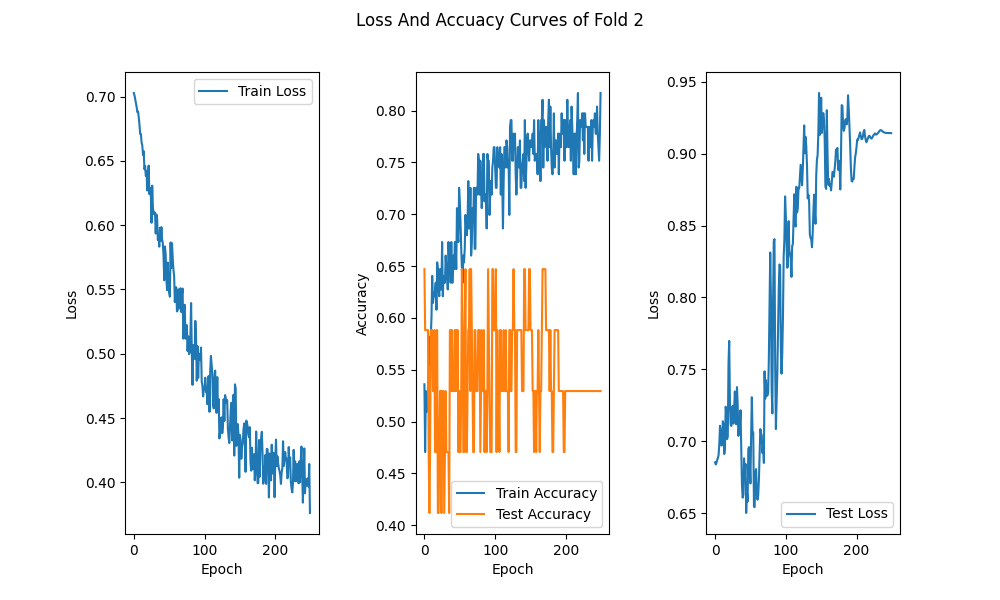 Loss And Accuacy Curves of Fold 2
0.70
0.65
0.60
0.55
0.50
0.45
0.40
Loss
0
100
200
Epoch
Train Loss
0.80
0.75
0.70
0.65
0.60
0.55
0.50
0.45
0.40
Accuracy
0
100
200
Epoch
Train Accuracy
Test Accuracy
0.95
0.90
0.85
0.80
0.75
0.70
0.65
Loss
0
100
200
Epoch
Test Loss